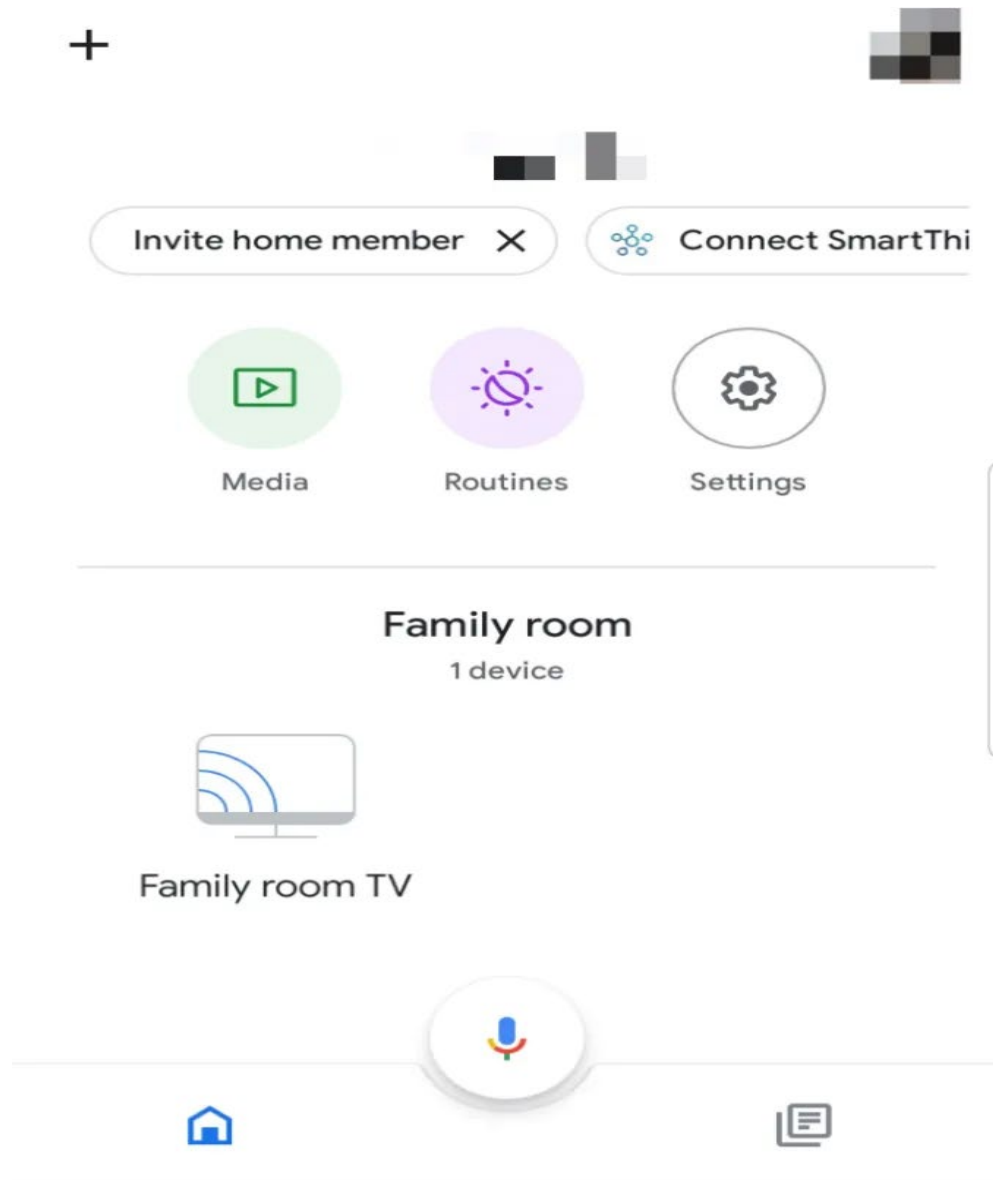 Invite home member
Connect SmartThi
Media
Routines
Settings
Family room
1 device
Family room TV